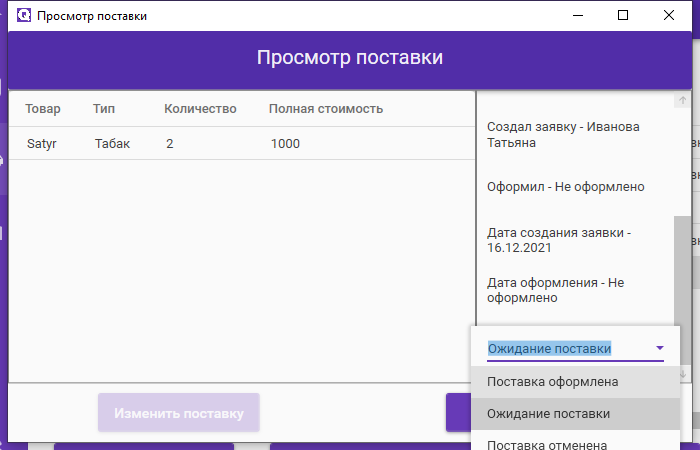 Просмотр поставки
Просмотр поставки
Товар Тип Количество Полная стоимость
Satyr Табак 2 1000
Создал заявку - Иванова
Татьяна
Оформил - Не оформлено
Дата создания заявки -
16.12.2021
Дата оформления - Не
оформлено
Ожидание поставки
Поставка оформлена
Ожидание поставки
Поставка отменена
Изменить поставку